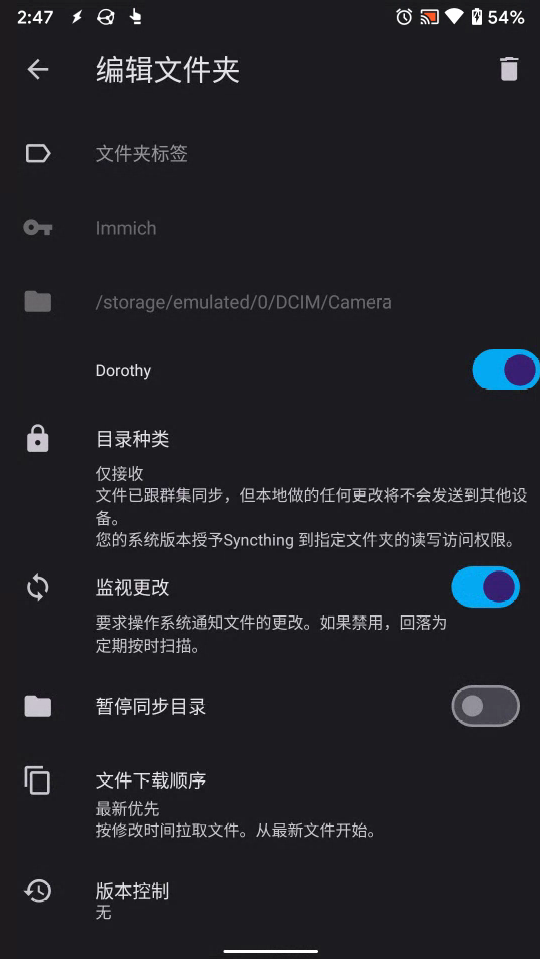 2:47
54%
编辑文件夹
文件夹标签
Immich
/storage/emulated/0/DCIM/Camera
Dorothy
目录种类
仅接收
文件已跟群集同步，但本地做的任何更改将不会发送到其他设
备。
您的系统版本授予Syncthing 到指定文件夹的读写访问权限。
监视更改
要求操作系统通知文件的更改。如果禁用，回落为
定期按时扫描。
暂停同步目录
文件下载顺序
最新优先
按修改时间拉取文件。从最新文件开始。
版本控制
无